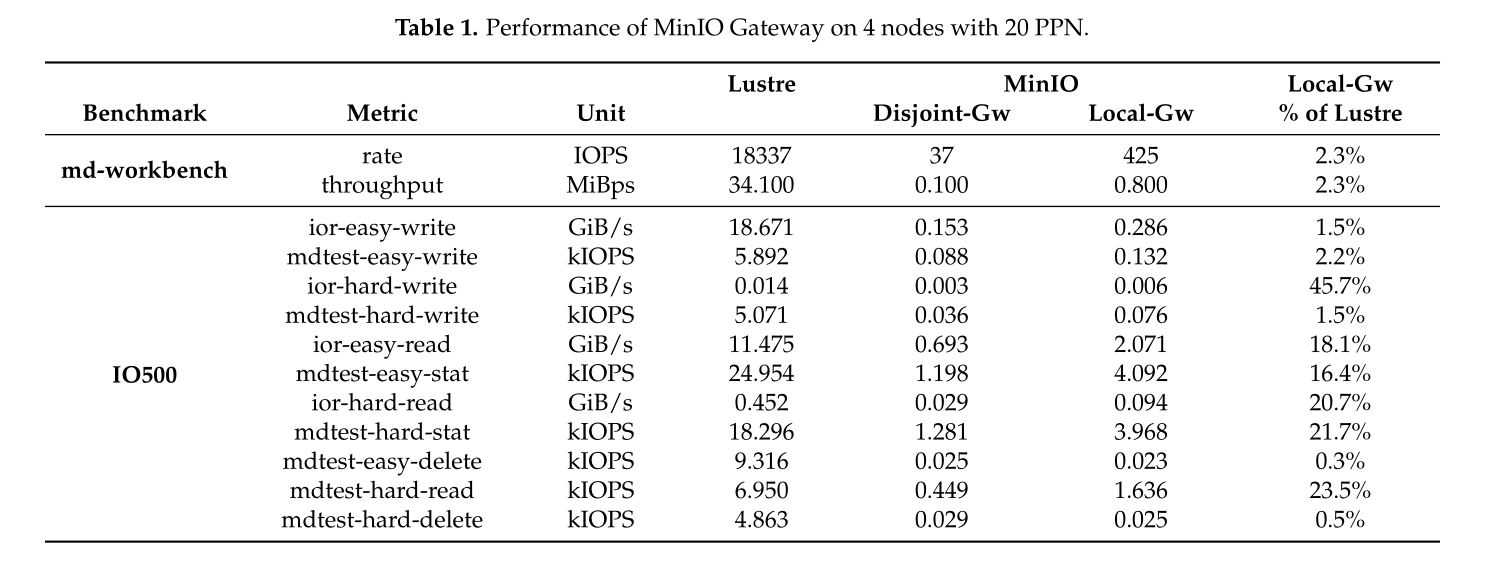 Table 1. Performance of MinIO Gateway on 4 nodes with 20 PPN.
Lustre MinIO Local-Gw
Benchmark Metric Unit Disjoint-Gw Local-Gw % of Lustre
md-workbench rate IOPS 18337 37 425 2.3%
throughput MiBps 34.100 0.100 0.800 2.3%
IO500 ior-easy-write GiB/s 18.671 0.153 0.286 1.5%
mdtest-easy-write kIOPS 5.892 0.088 0.132 2.2%
ior-hard-write GiB/s 0.014 0.003 0.006 45.7%
mdtest-hard-write kIOPS 5.071 0.036 0.076 1.5%
ior-easy-read GiB/s 11.475 0.693 2.071 18.1%
mdtest-easy-stat kIOPS 24.954 1.198 4.092 16.4%
ior-hard-read GiB/s 0.452 0.029 0.094 20.7%
mdtest-hard-stat kIOPS 18.296 1.281 3.968 21.7%
mdtest-easy-delete kIOPS 9.316 0.025 0.023 0.3%
mdtest-hard-read kIOPS 6.950 0.449 1.636 23.5%
mdtest-hard-delete kIOPS 4.863 0.029 0.025 0.5%